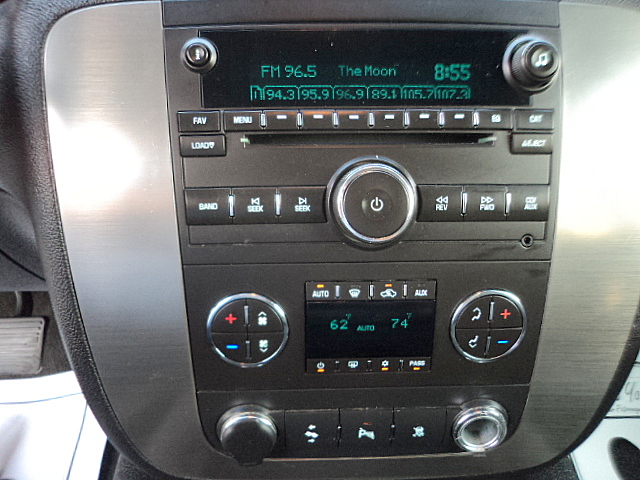 FM 96.5 The Moon 8:55
1 94.3 95.9 96.9 89.1 105.7 107.3
FAV MENU EQ CAT
LOAD EJECT
BAND SEEK SEEK REV FWD CD/AUX
AUTO AUX
62°F AUTO 74°F
PASS